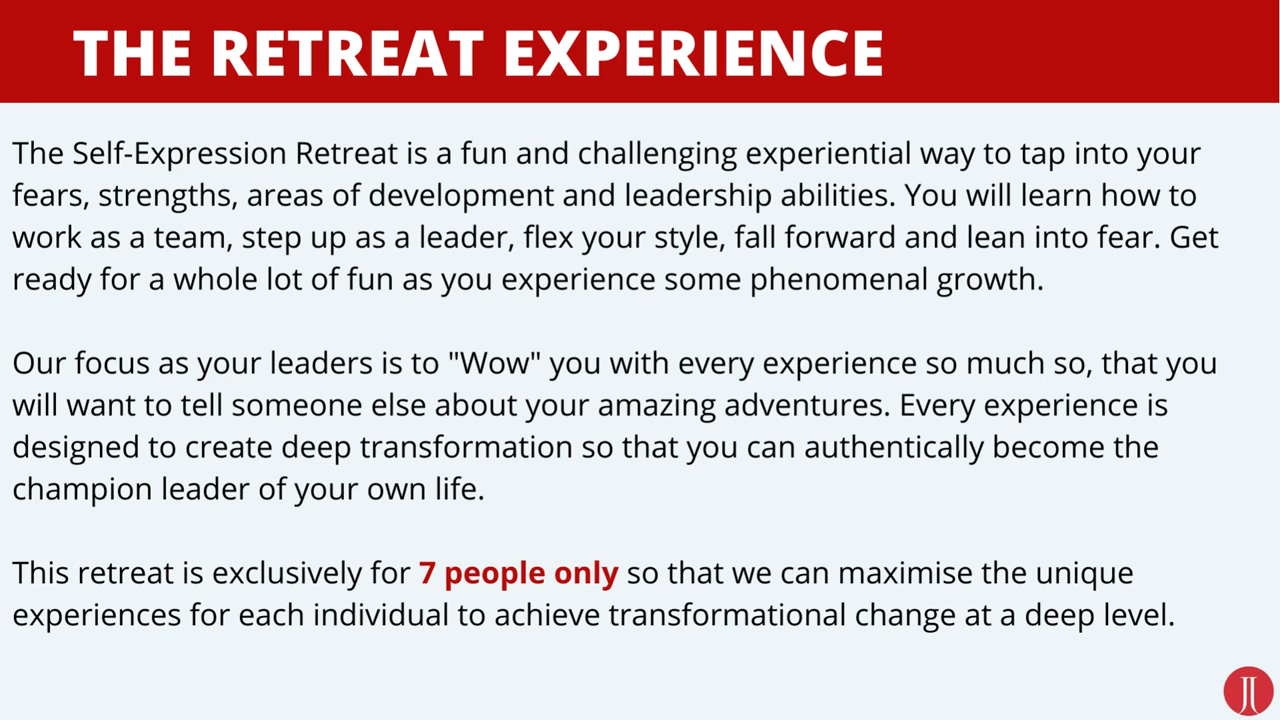 THE RETREAT EXPERIENCE
The Self-Expression Retreat is a fun and challenging experiential way to tap into your
fears, strengths, areas of development and leadership abilities. You will learn how to
work as a team, step up as a leader, flex your style, fall forward and lean into fear. Get
ready for a whole lot of fun as you experience some phenomenal growth.
Our focus as your leaders is to "Wow" you with every experience so much so, that you
will want to tell someone else about your amazing adventures. Every experience is
designed to create deep transformation so that you can authentically become the
champion leader of your own life.
This retreat is exclusively for 7 people only so that we can maximise the unique
experiences for each individual to achieve transformational change at a deep level.